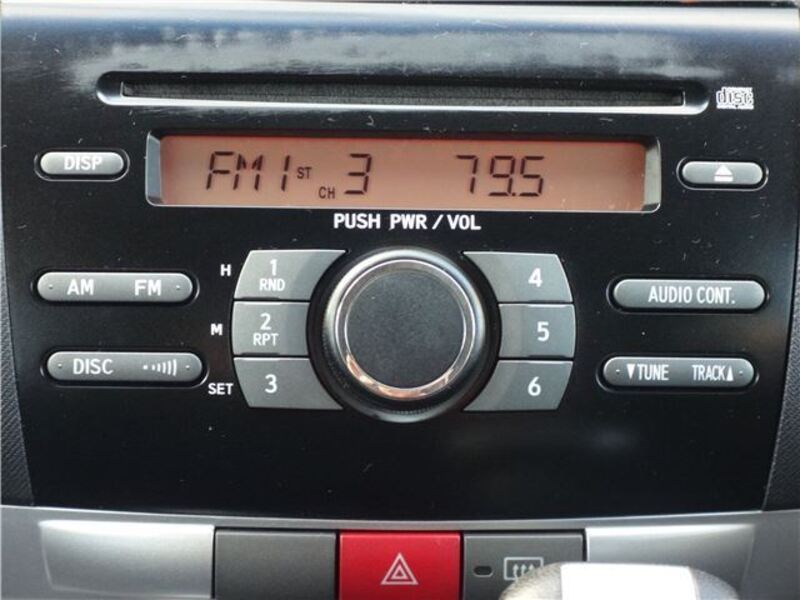 disc
DISP
FM1 ST CH 3 79.5
PUSH PWR / VOL
H 1 4
RND
AM FM
AUDIO CONT.
M 2 5
RPT
DISC
▼TUNE TRACK▲
SET 3 6